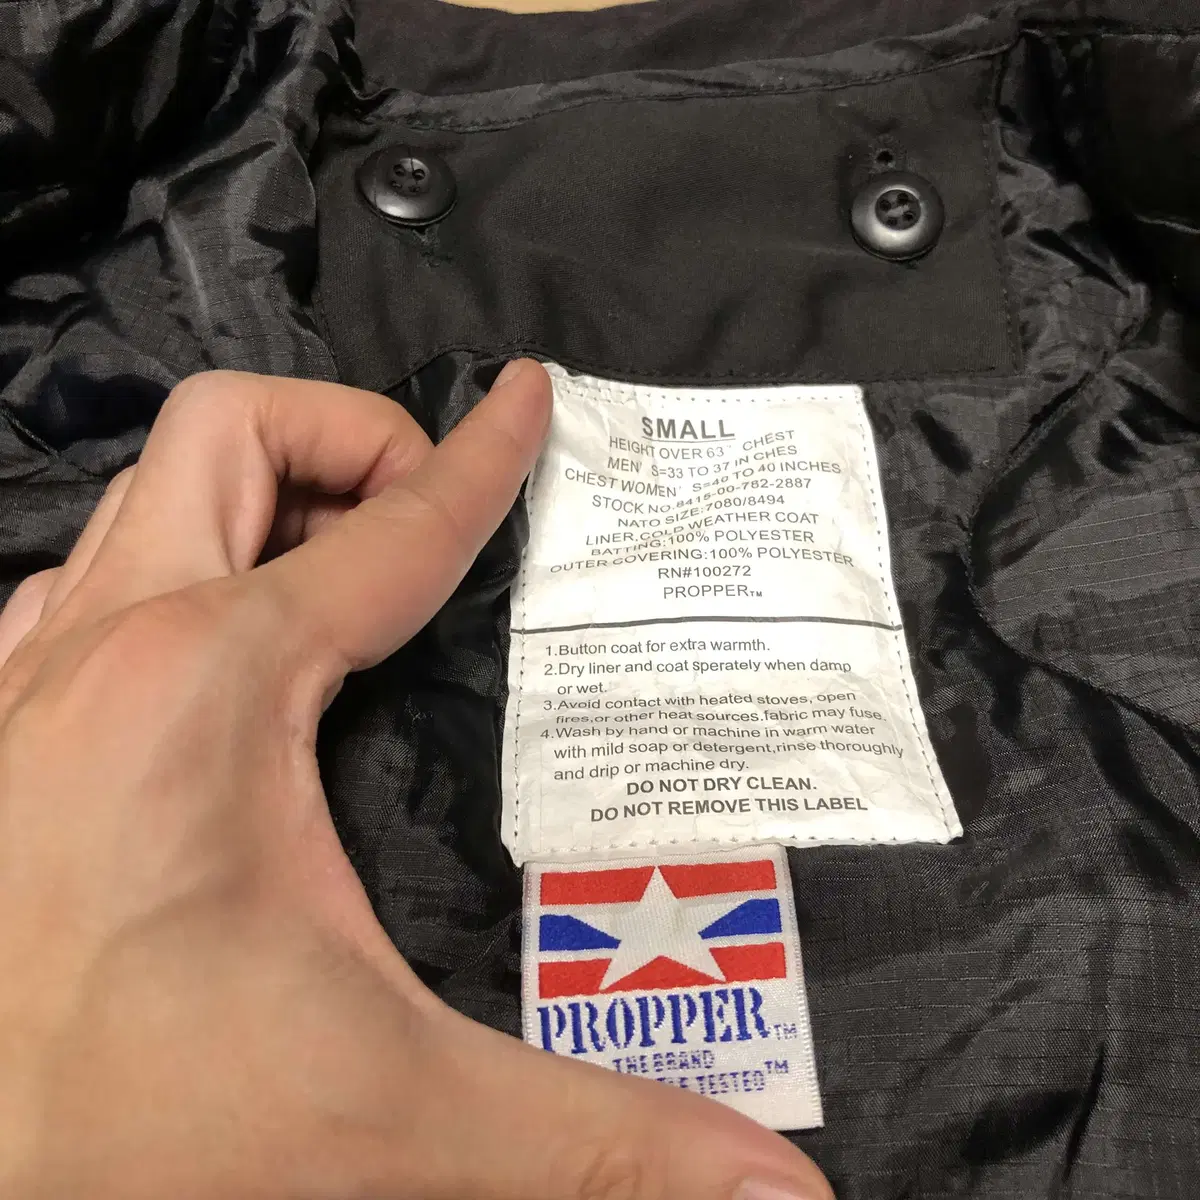 SMALL
HEIGHT OVER 63" CHEST
MEN' S=33 TO 37 IN CHES
CHEST WOMEN' S=40 TO 40 INCHES
STOCK NO.8415-00-782-2887
NATO SIZE:7080/8494
LINER.COLD WEATHER COAT
BATTING:100% POLYESTER
OUTER COVERING:100% POLYESTER
RN#100272
PROPPER™
1.Button coat for extra warmth.
2.Dry liner and coat sperately when damp
or wet.
3.Avoid contact with heated stoves, open
fires,or other heat sources.fabric may fuse.
4.Wash by hand or machine in warm water
with mild soap or detergent,rinse thoroughly
and drip or machine dry.
DO NOT DRY CLEAN.
DO NOT REMOVE THIS LABEL
PROPPER™
THE BRAND
TESTED™